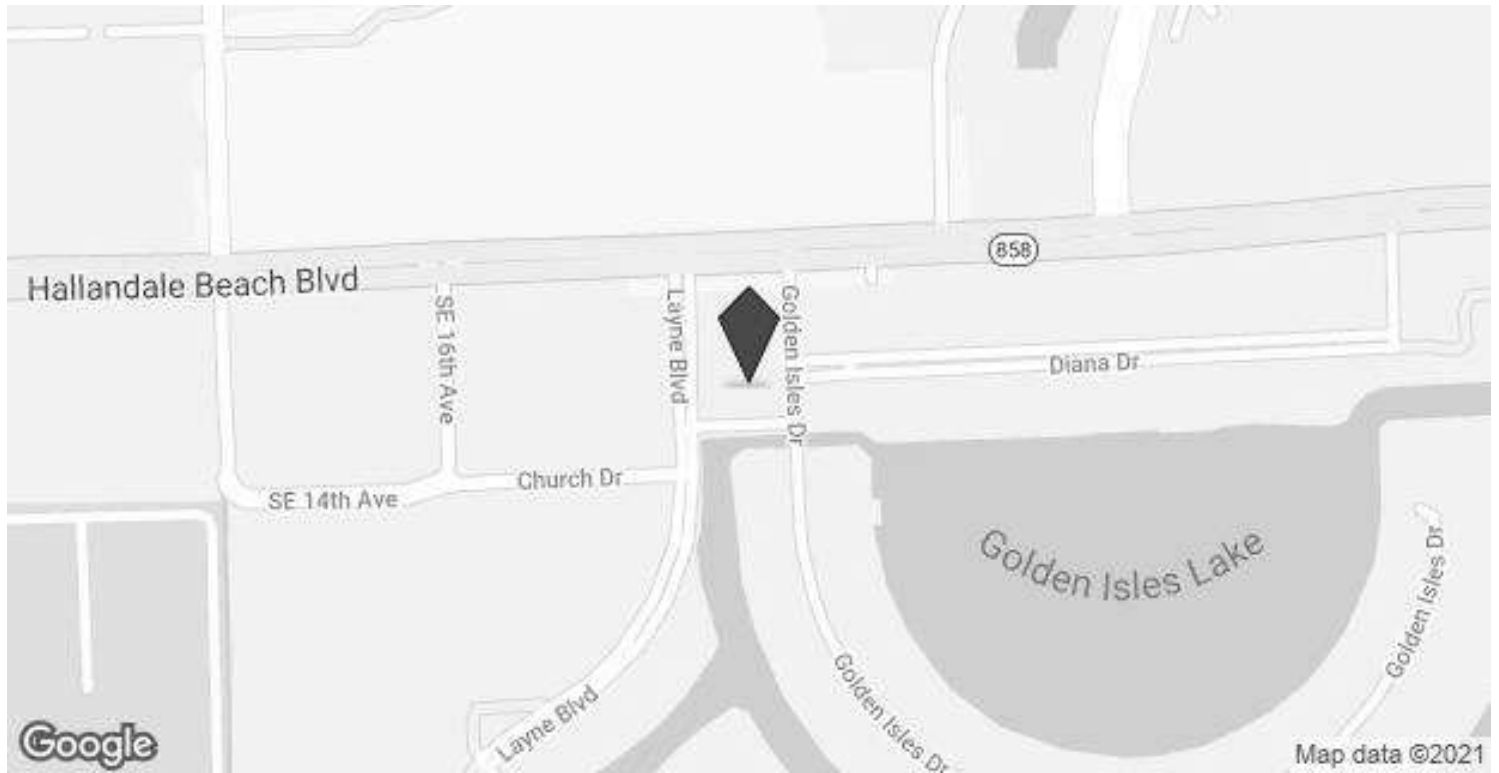 858
Hallandale Beach Blvd
Layne Blvd
Golden Isles Dr
SE 16th Ave
Diana Dr
Church Dr
SE 14th Ave
Golden Isles Lake
Golden Isles Dr
Golden Isles Dr
Layne Blvd
Google
Map data ©2021